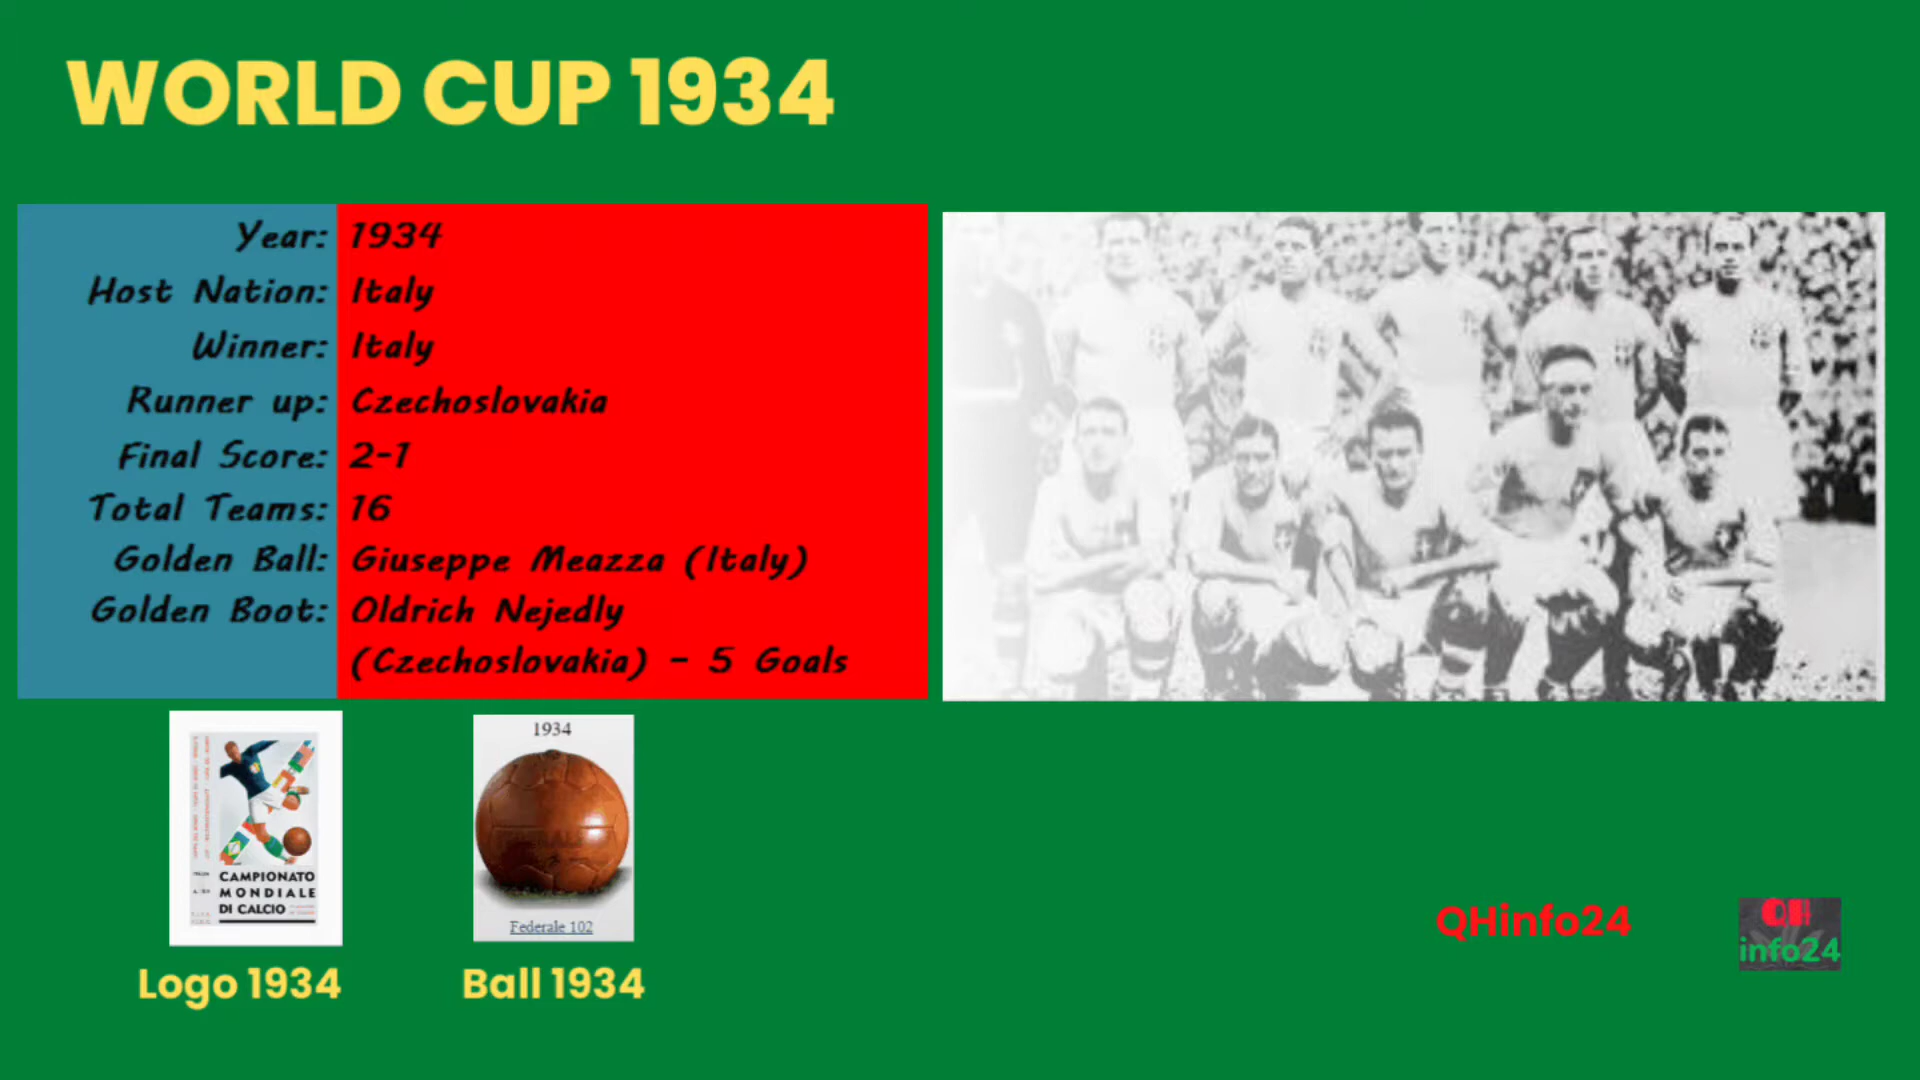 WORLD CUP 1934
Year: 1934
Host Nation: Italy
Winner: Italy
Runner up: Czechoslovakia
Final Score: 2-1
Total Teams: 16
Golden Ball: Giuseppe Meazza (Italy)
Golden Boot: Oldrich Nejedly
(Czechoslovakia) - 5 Goals
CAMPIONATO
MONDIALE
DI CALCIO
Logo 1934
1934
Federale 102
Ball 1934
QHinfo24
QH
info24